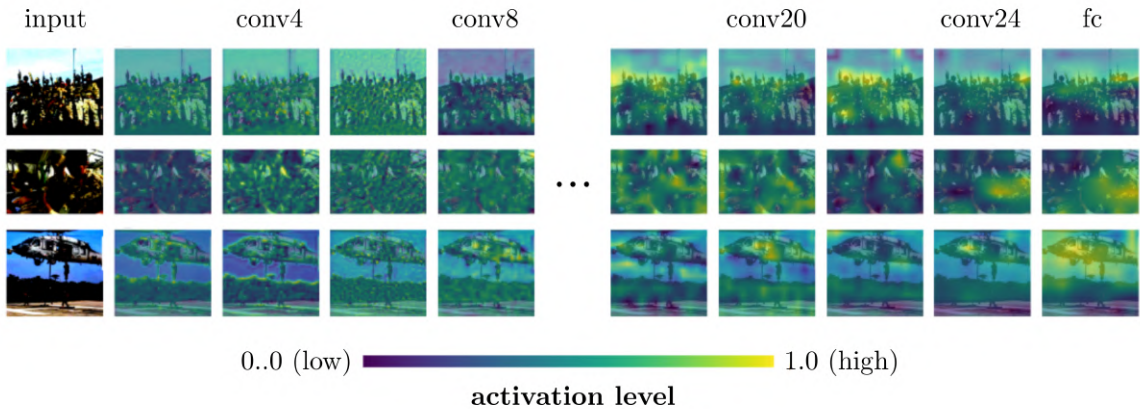 input conv4 conv8 conv20 conv24 fc
...
0..0 (low) 1.0 (high)
activation level